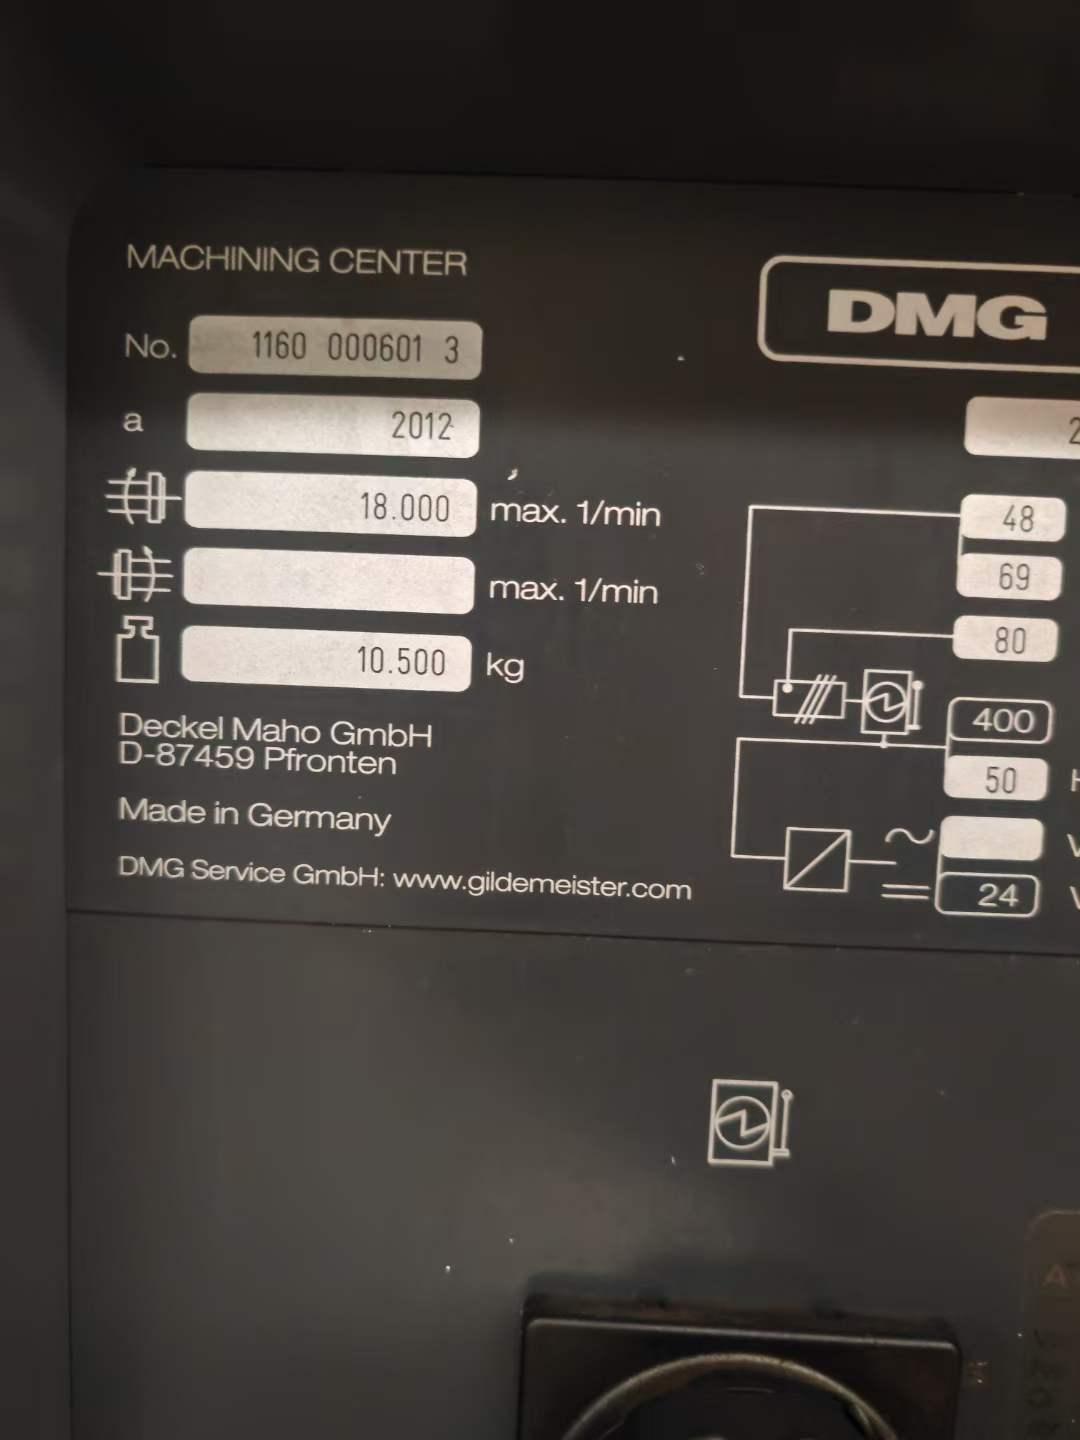 MACHINING CENTER
No. 1160 000601 3
a 2012
18.000 max. 1/min
max. 1/min
10.500 kg
Deckel Maho GmbH
D-87459 Pfronten
Made in Germany
DMG Service GmbH: www.gildemeister.com
DMG
2
48
69
80
400
50
24